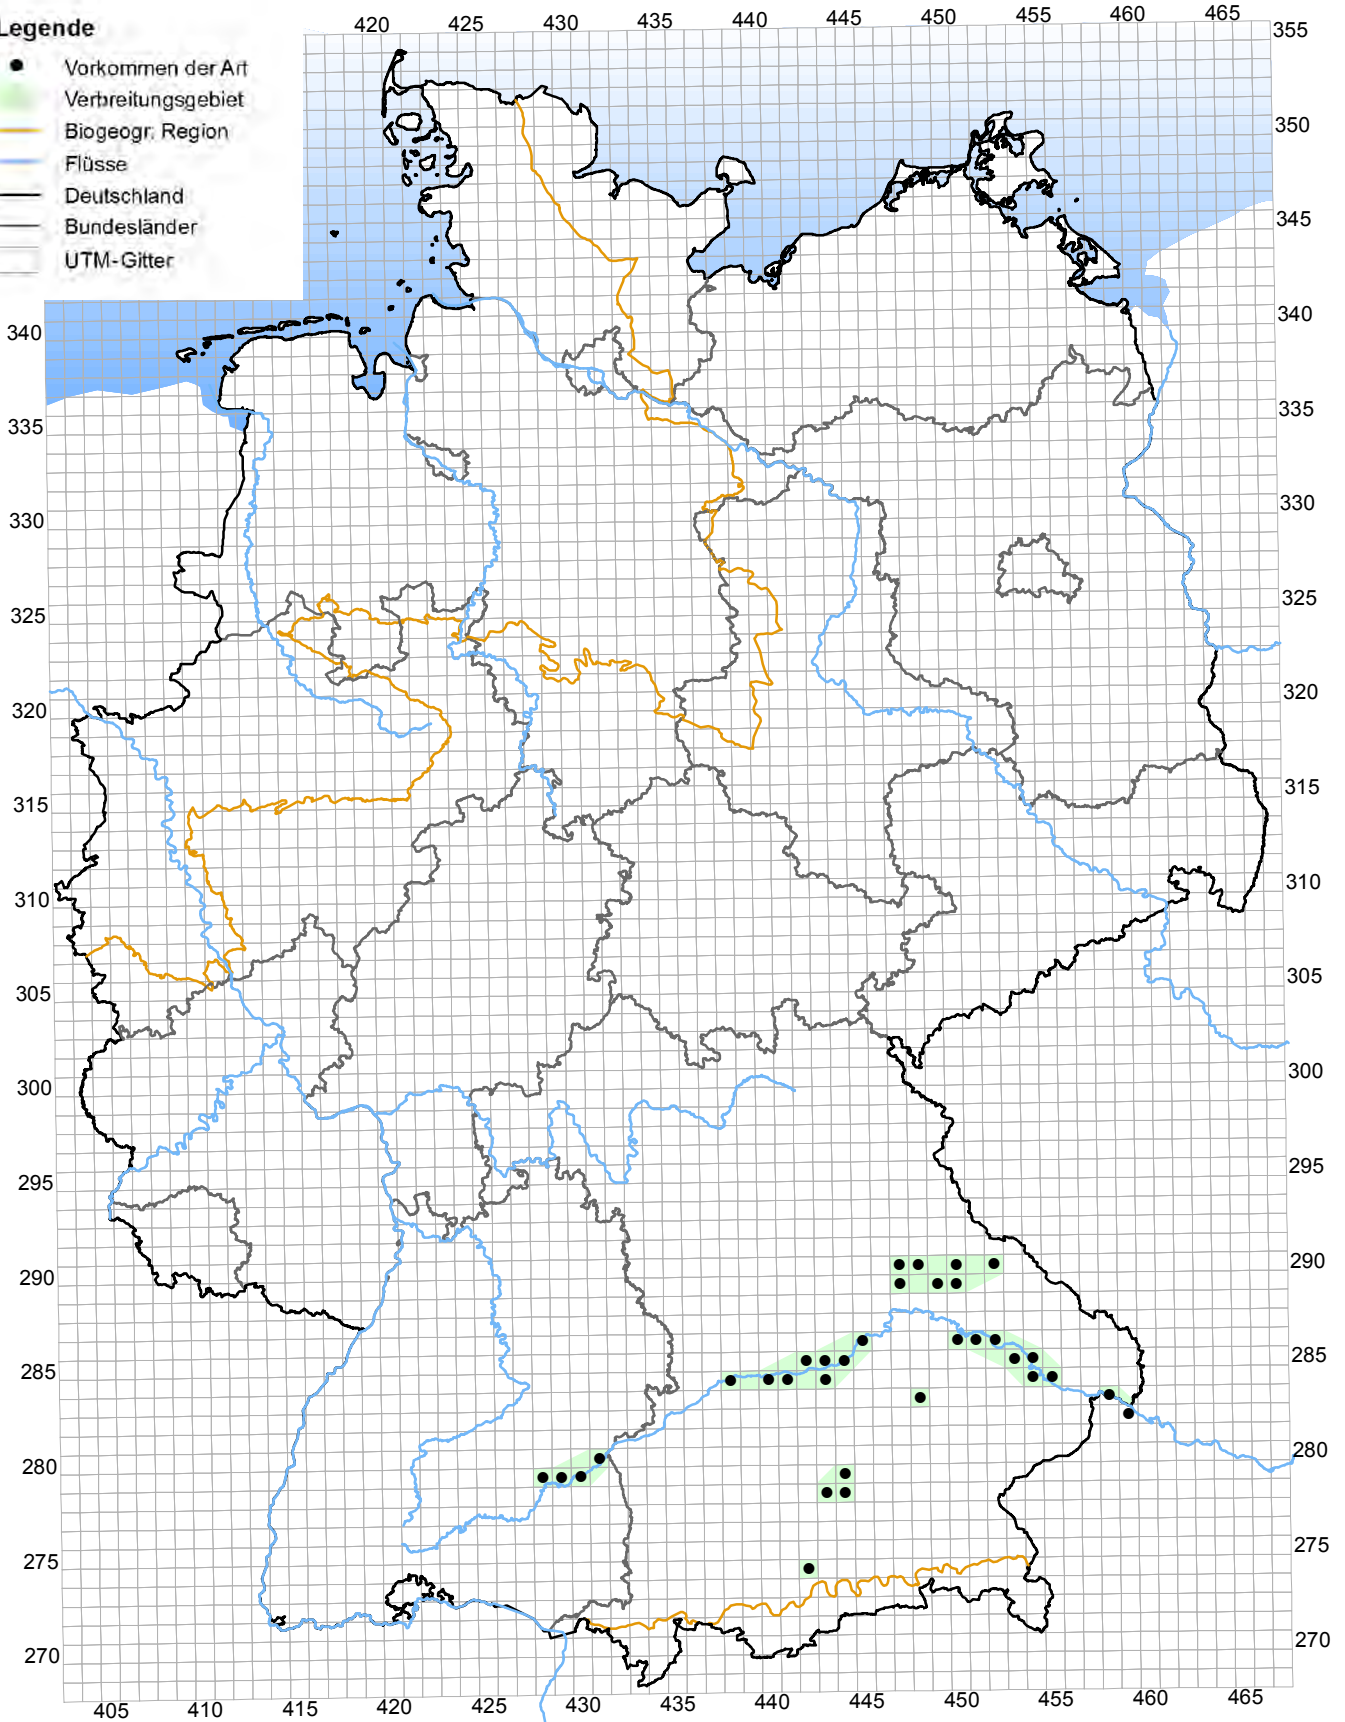 Legende
Vorkommen der Art
Verbreitungsgebiet
Biogeogr. Region
Flüsse
Deutschland
Bundesländer
UTM-Gitter
420 425 430 435 440 445 450 455 460 465
355
350
345
340 340
335 335
330 330
325 325
320 320
315 315
310 310
305 305
300 300
295 295
290 290
285 285
280 280
275 275
270 270
405 410 415 420 425 430 435 440 445 450 455 460 465